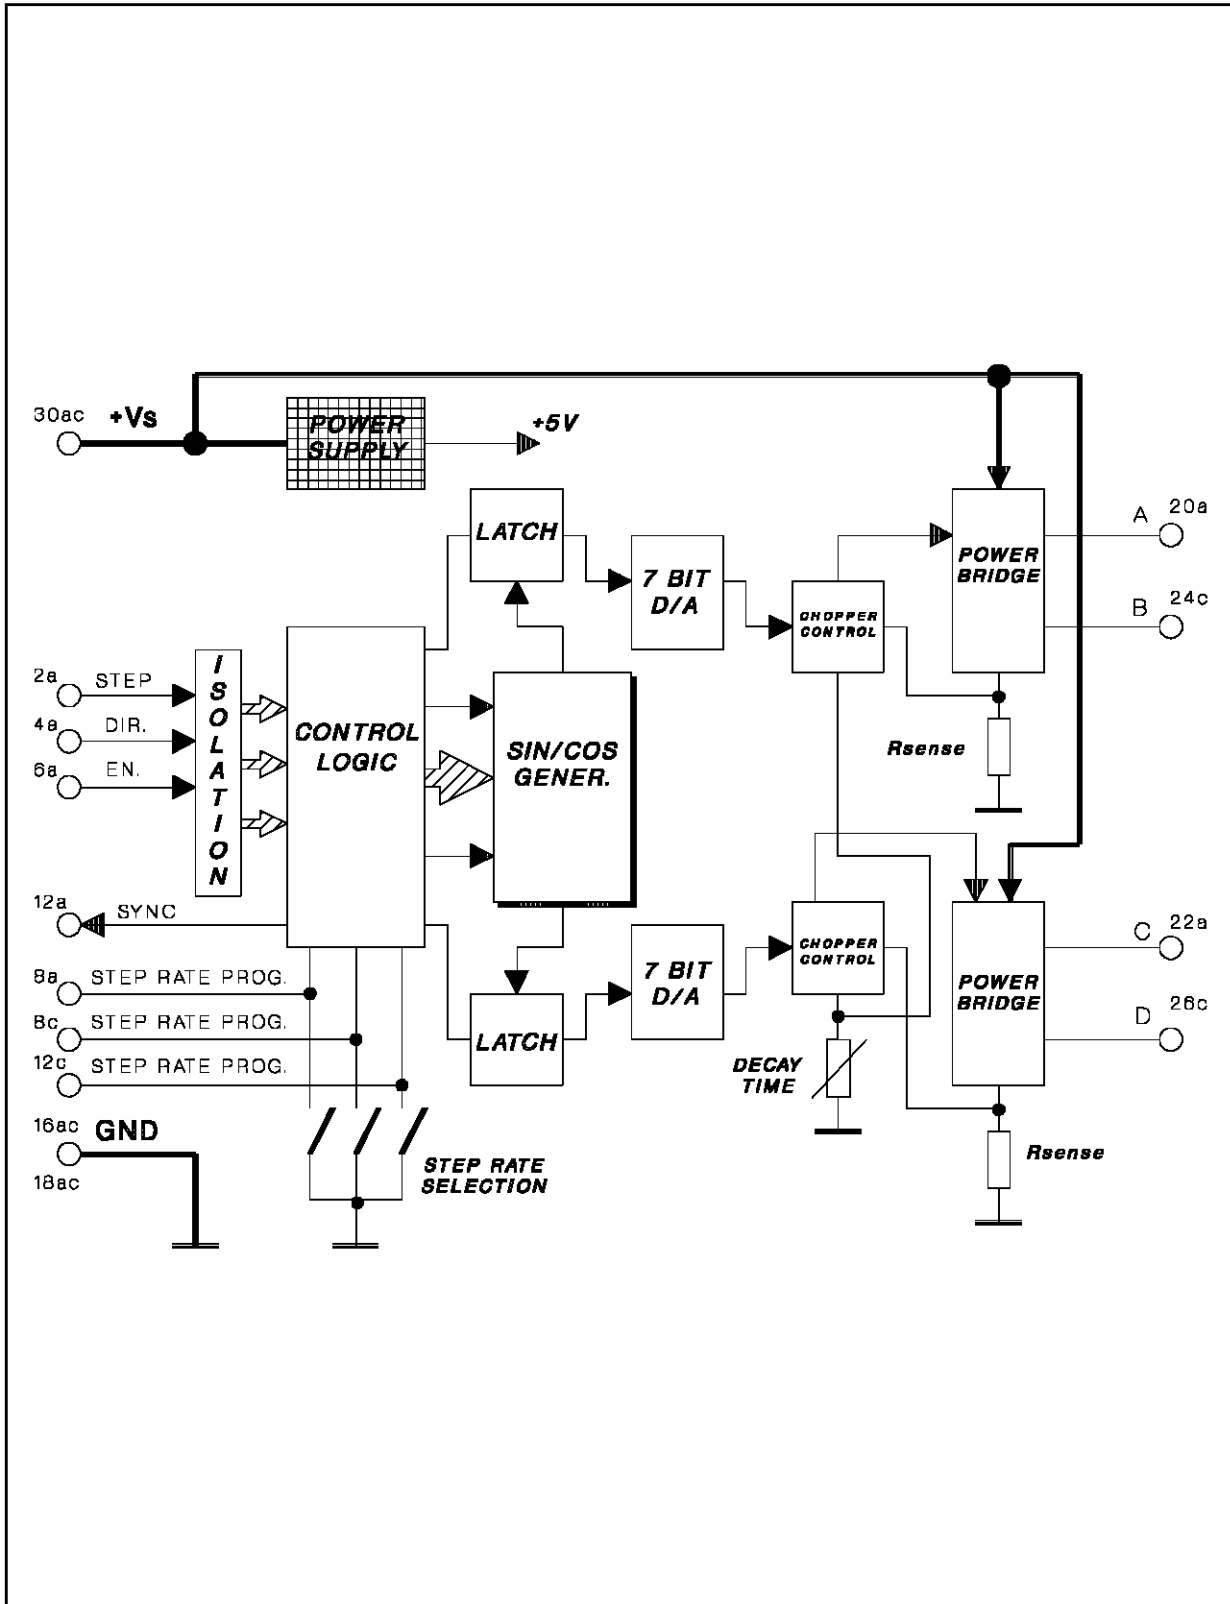 30ac +Vs
POWER
SUPPLY
+5V
LATCH
7 BIT
D/A
CHOPPER
CONTROL
POWER
BRIDGE
A 20a
B 24c
2a STEP
4a DIR.
6a EN.
ISOLATION
CONTROL
LOGIC
SIN/COS
GENER.
Rsense
12a SYNC
8a STEP RATE PROG.
8c STEP RATE PROG.
12c STEP RATE PROG.
16ac GND
18ac
STEP RATE
SELECTION
LATCH
7 BIT
D/A
CHOPPER
CONTROL
DECAY
TIME
POWER
BRIDGE
C 22a
D 26c
Rsense